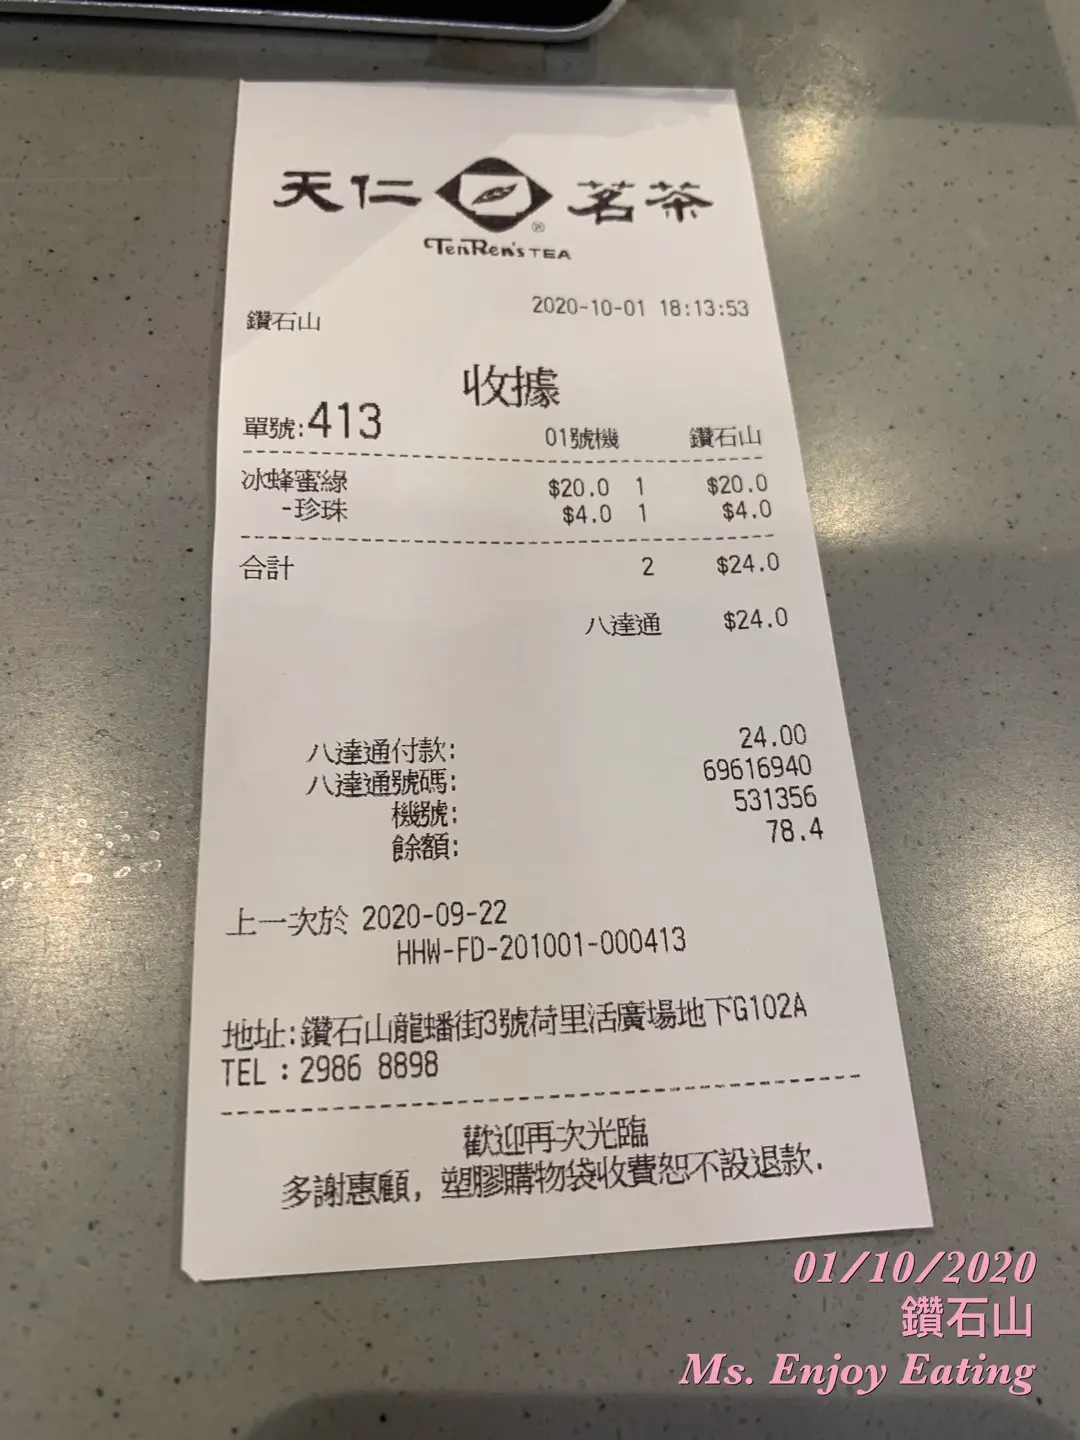 天仁 茗茶
®
TenRen's TEA
2020-10-01 18:13:53
鑽石山
收據
單號:413 01號機 鑽石山
冰蜂蜜綠 $20.0 1 $20.0
-珍珠 $4.0 1 $4.0
合計 2 $24.0
八達通 $24.0
八達通付款: 24.00
八達通號碼: 69616940
機號: 531356
餘額: 78.4
上一次於 2020-09-22
HHW-FD-201001-000413
地址:鑽石山龍蟠街3號荷里活廣場地下G102A
TEL : 2986 8898
歡迎再次光臨
多謝惠顧, 塑膠購物袋收費恕不設退款.
01/10/2020
鑽石山
Ms. Enjoy Eating